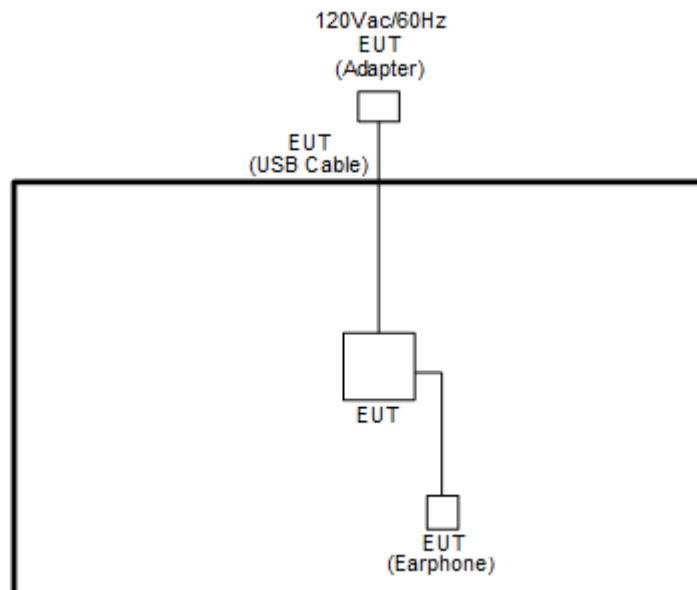 120Vac/60Hz
EUT
(Adapter)
EUT
(USB Cable)
EUT
EUT
(Earphone)